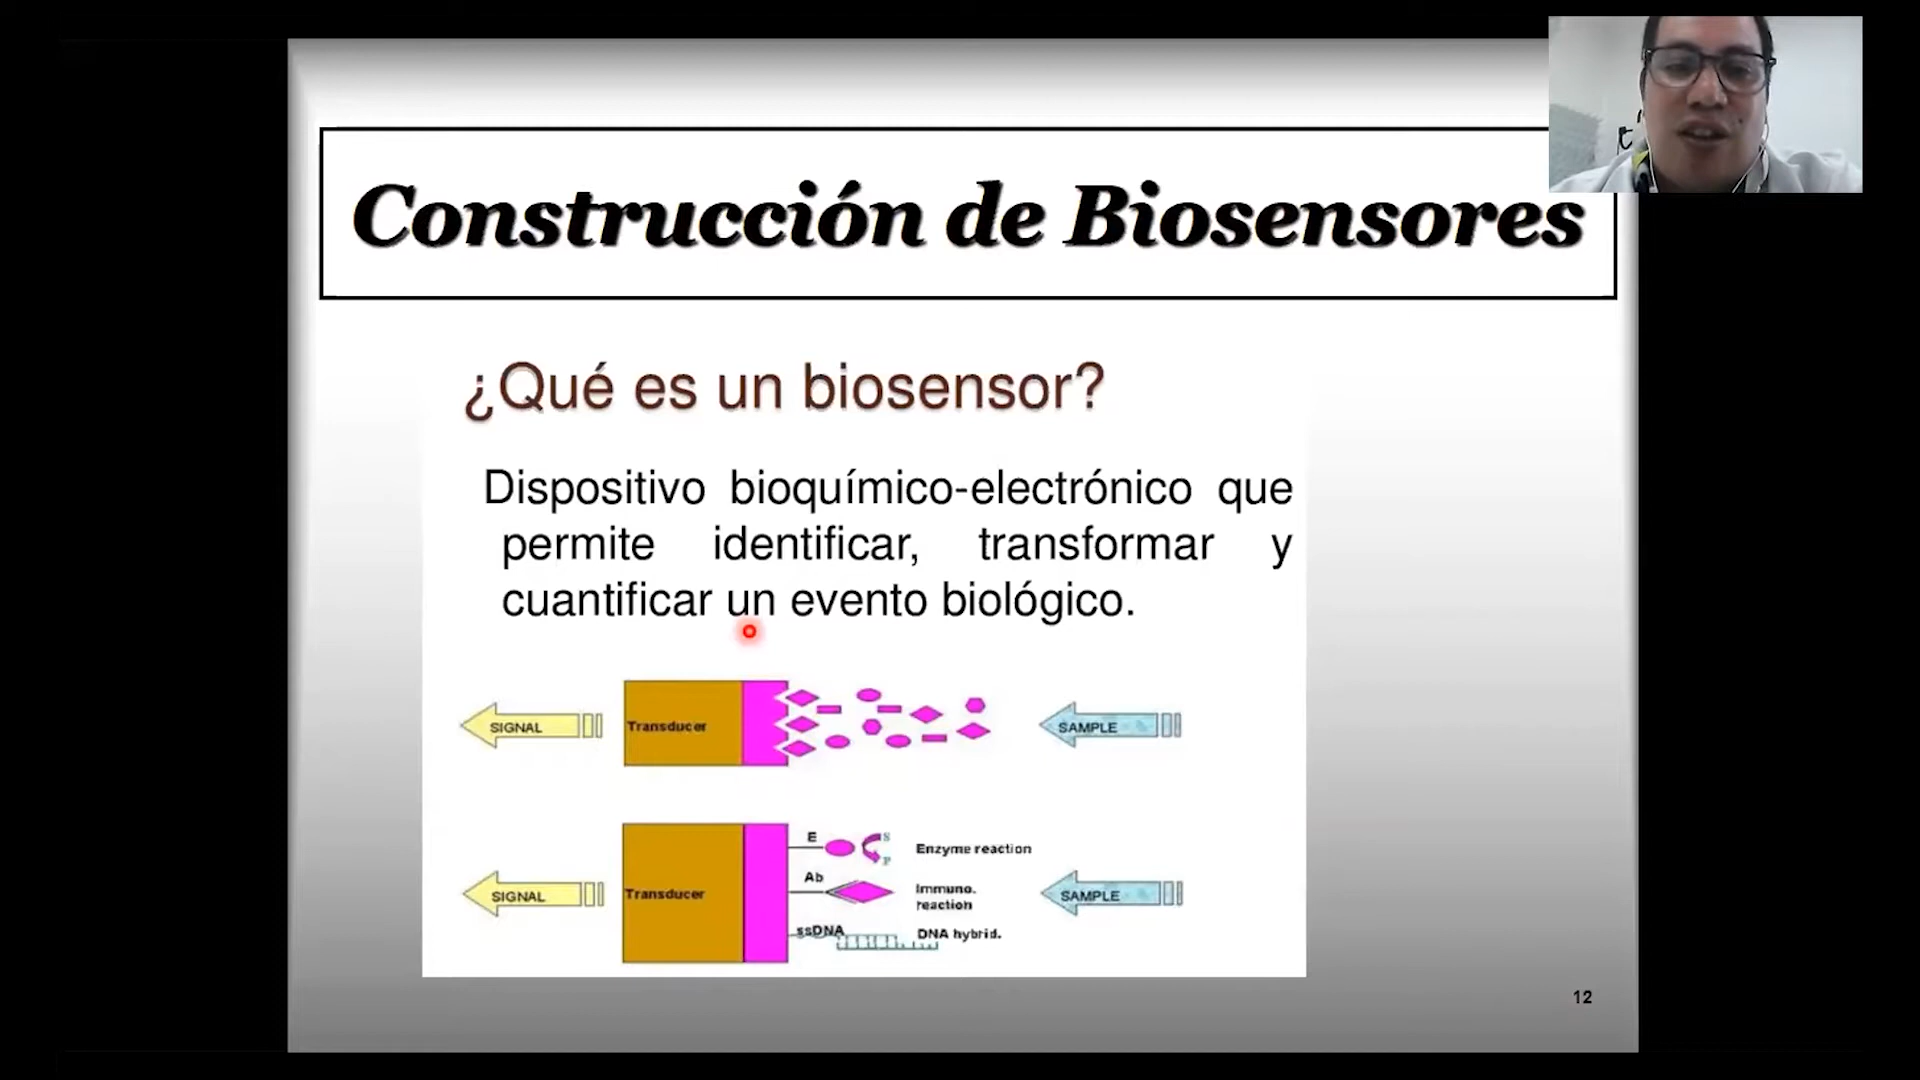 Construcción de Biosensores
¿Qué es un biosensor?
Dispositivo bioquímico-electrónico que
permite identificar, transformar y
cuantificar un evento biológico.
SIGNAL
Transducer
SAMPLE
SIGNAL
Transducer
E
S
P
Enzyme reaction
Ab
Immuno.
reaction
ssDNA
DNA hybrid.
SAMPLE
12